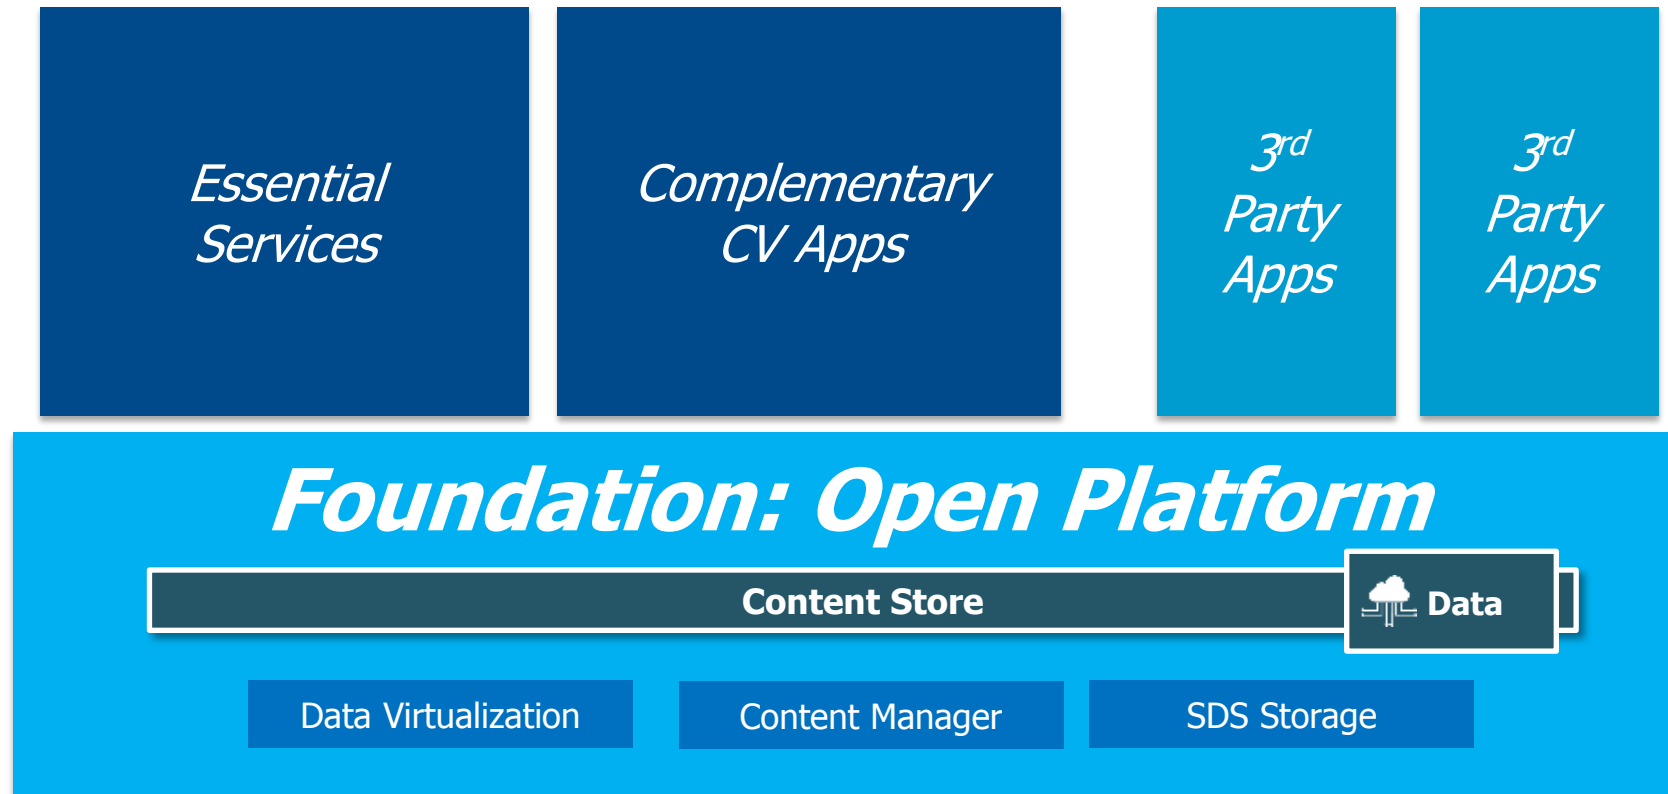 Essential
Services
Complementary
CV Apps
3rd
Party
Apps
3rd
Party
Apps
Foundation: Open Platform
Content Store
Data
Data Virtualization
Content Manager
SDS Storage